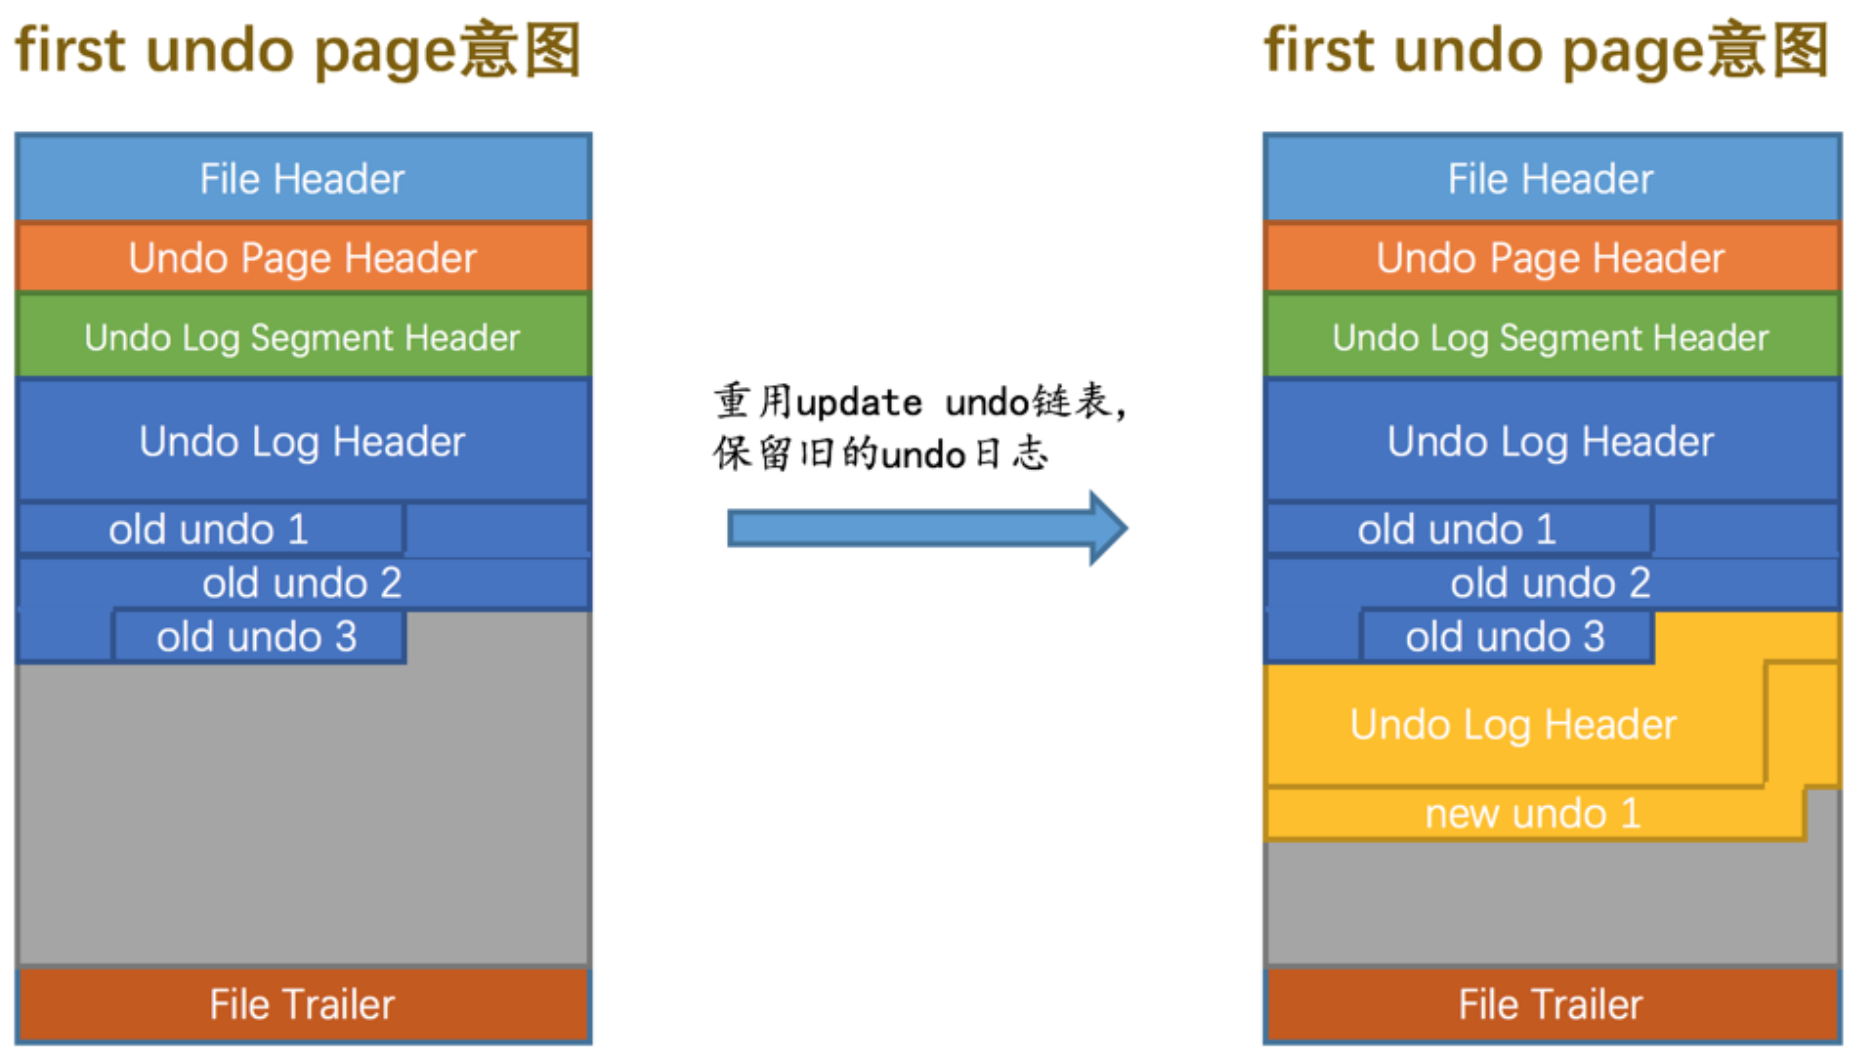 first undo page意图
File Header
Undo Page Header
Undo Log Segment Header
Undo Log Header
old undo 1
old undo 2
old undo 3
File Trailer
重用update undo链表，
保留旧的undo日志
first undo page意图
File Header
Undo Page Header
Undo Log Segment Header
Undo Log Header
old undo 1
old undo 2
old undo 3
Undo Log Header
new undo 1
File Trailer